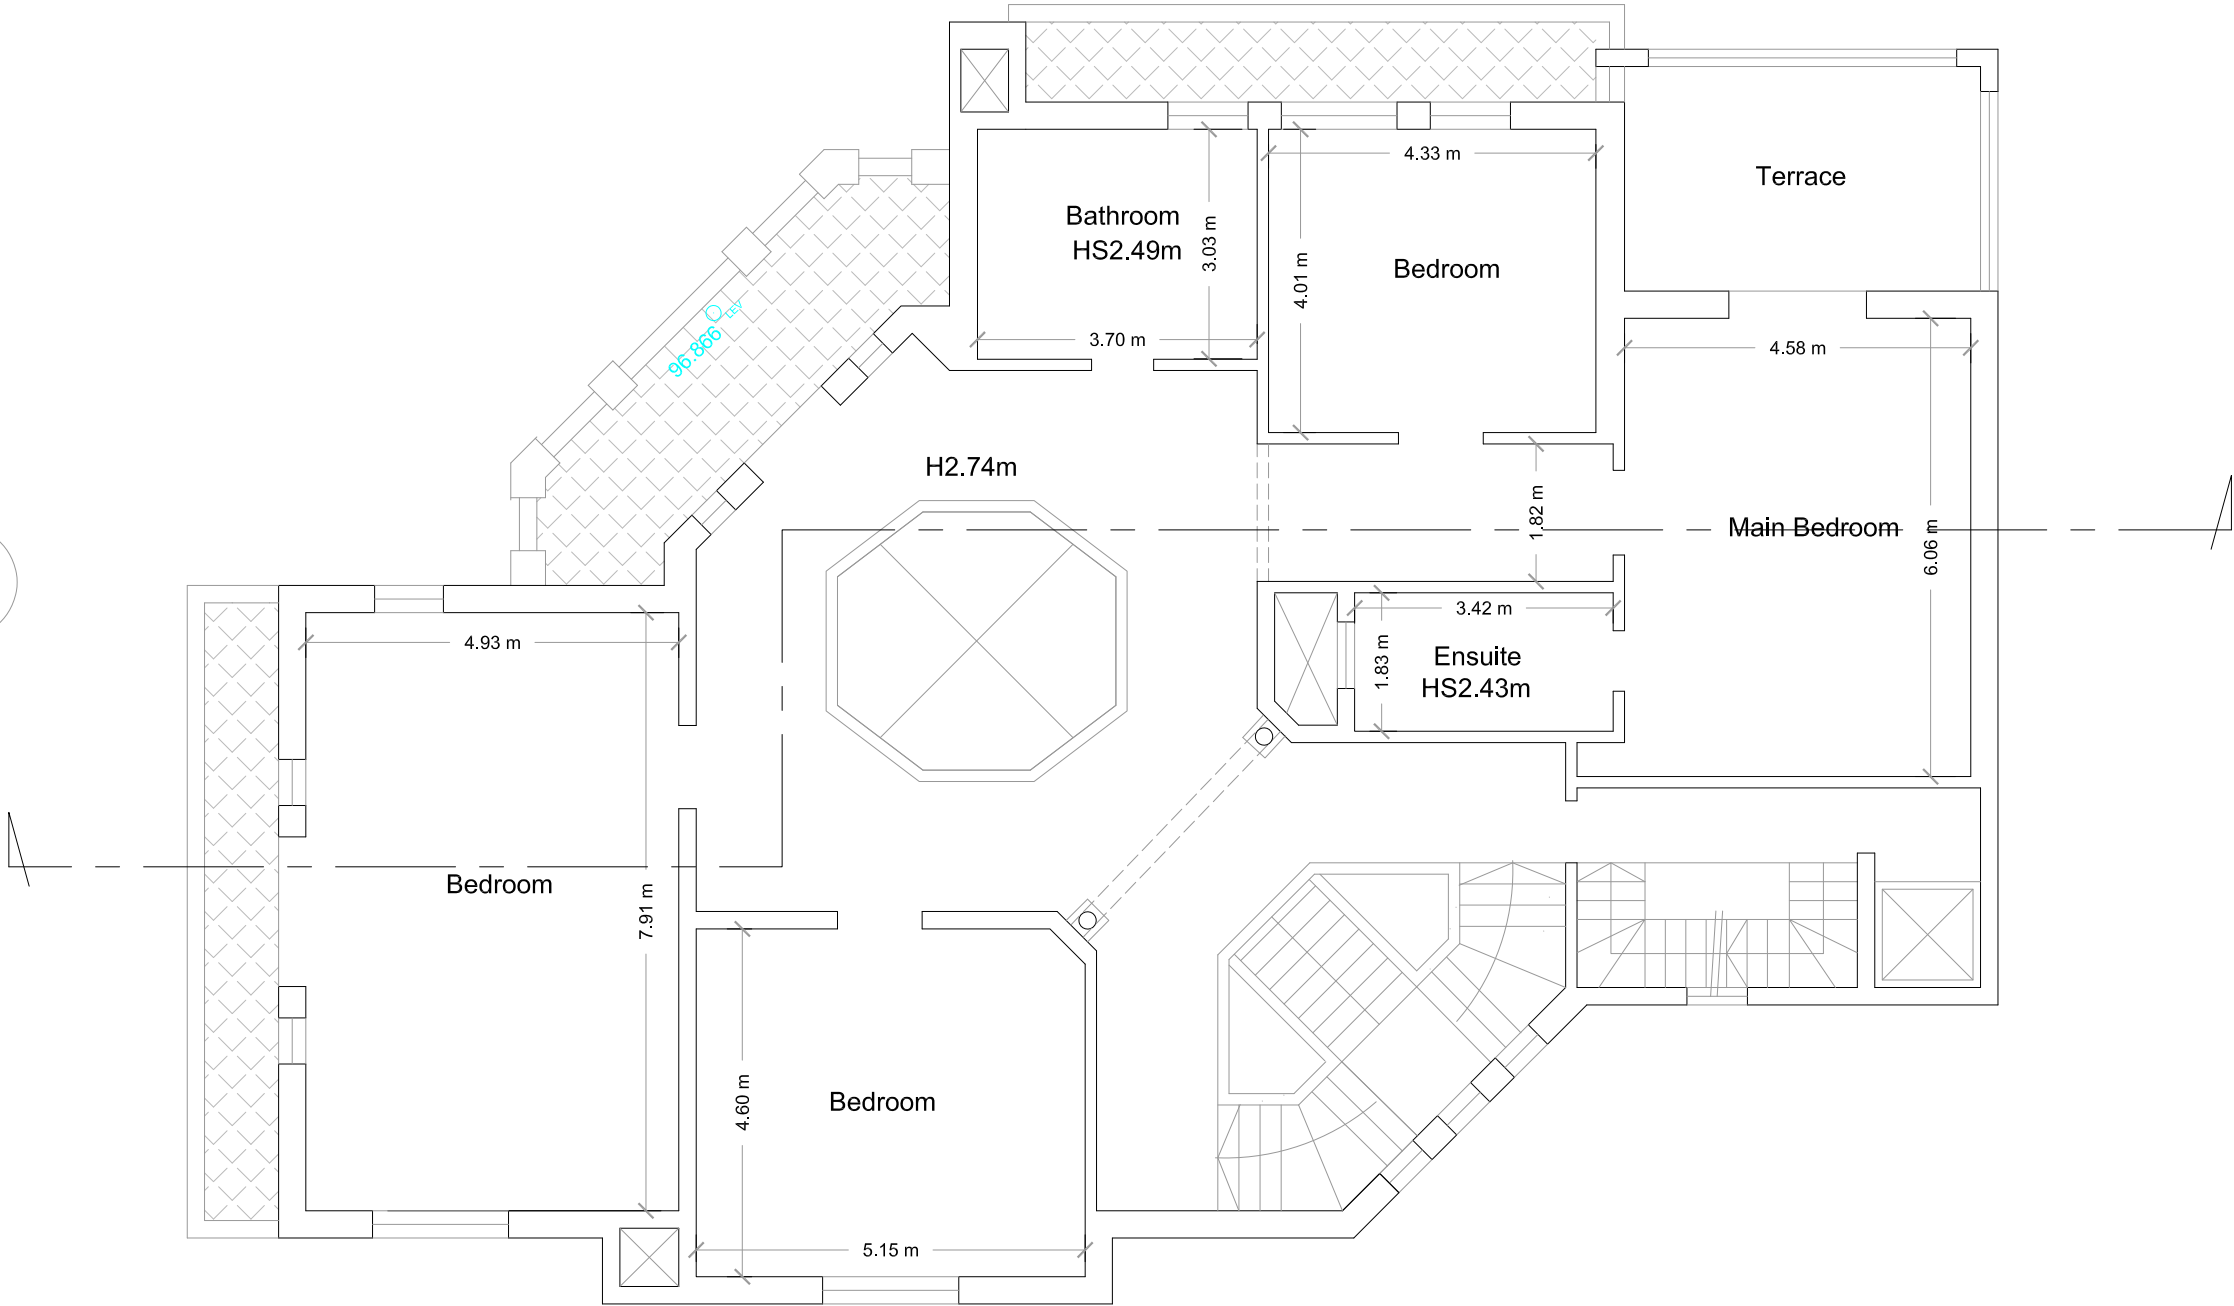 4.33 m
Terrace
Bathroom
HS2.49m
3.03 m
4.01 m
Bedroom
3.70 m
4.58 m
LEV
96.866
H2.74m
1.82 m
Main Bedroom
6.06 m
4.93 m
3.42 m
1.83 m
Ensuite
HS2.43m
Bedroom
7.91 m
4.60 m
Bedroom
5.15 m